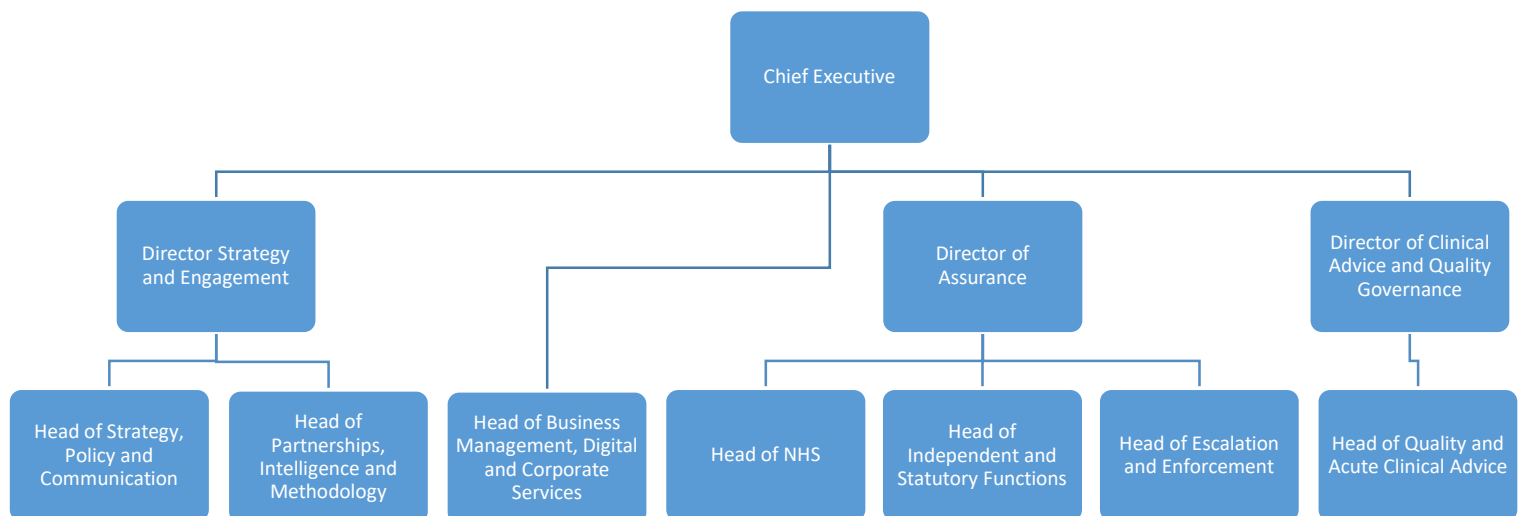 Chief Executive
Director Strategy
and Engagement
Director of
Assurance
Director of Clinical
Advice and Quality
Governance
Head of Strategy,
Policy and
Communication
Head of
Partnerships,
Intelligence and
Methodology
Head of Business
Management, Digital
and Corporate
Services
Head of NHS
Head of
Independent and
Statutory Functions
Head of Escalation
and Enforcement
Head of Quality and
Acute Clinical Advice